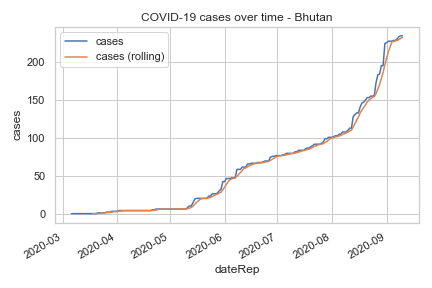 COVID-19 cases over time - Bhutan
cases
cases (rolling)
cases
200
150
100
50
0
2020-03
2020-04
2020-05
2020-06
2020-07
2020-08
2020-09
dateRep